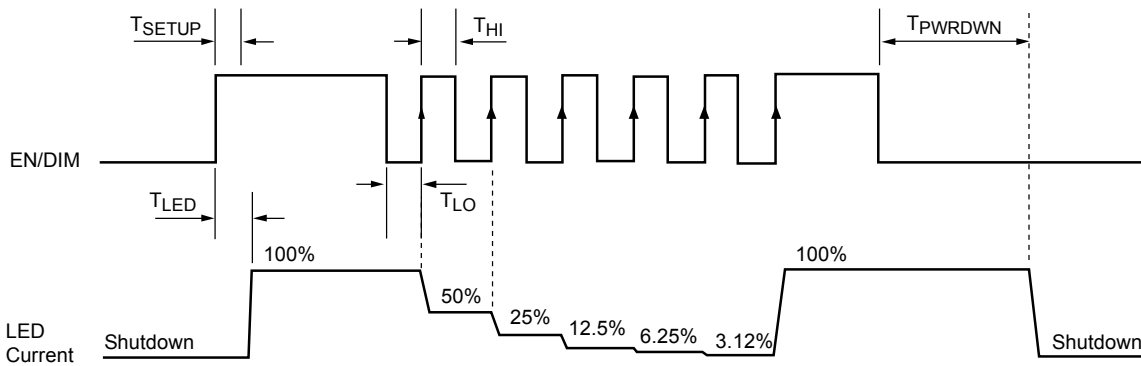 TSETUP
THI
TPWRDWN
EN/DIM
TLED
TLO
100%
50%
25%
12.5%
6.25%
3.12%
100%
LED
Current
Shutdown
Shutdown